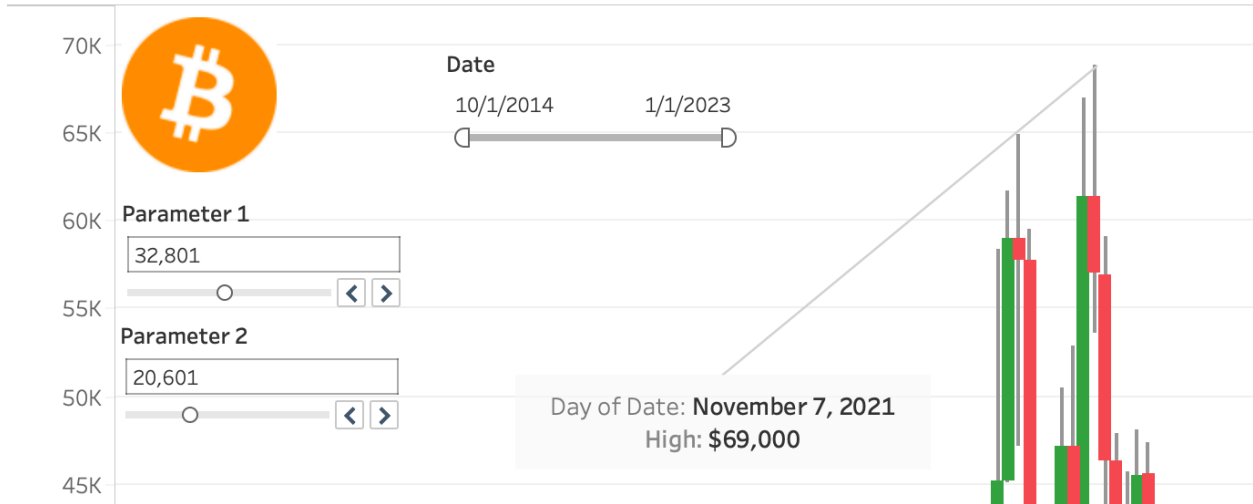 70K
65K
60K
55K
50K
45K
Date
10/1/2014 1/1/2023
Parameter 1
32,801
Parameter 2
20,601
Day of Date: November 7, 2021
High: $69,000